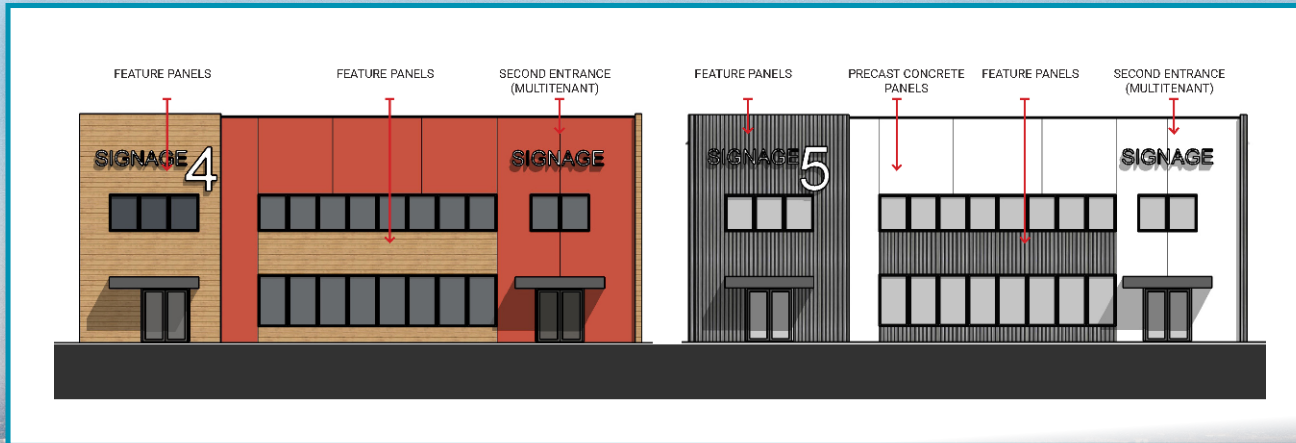 FEATURE PANELS
FEATURE PANELS
SECOND ENTRANCE
(MULTITENANT)
FEATURE PANELS
PRECAST CONCRETE
PANELS
FEATURE PANELS
SECOND ENTRANCE
(MULTITENANT)
SIGNAGE 4
SIGNAGE
SIGNAGE 5
SIGNAGE